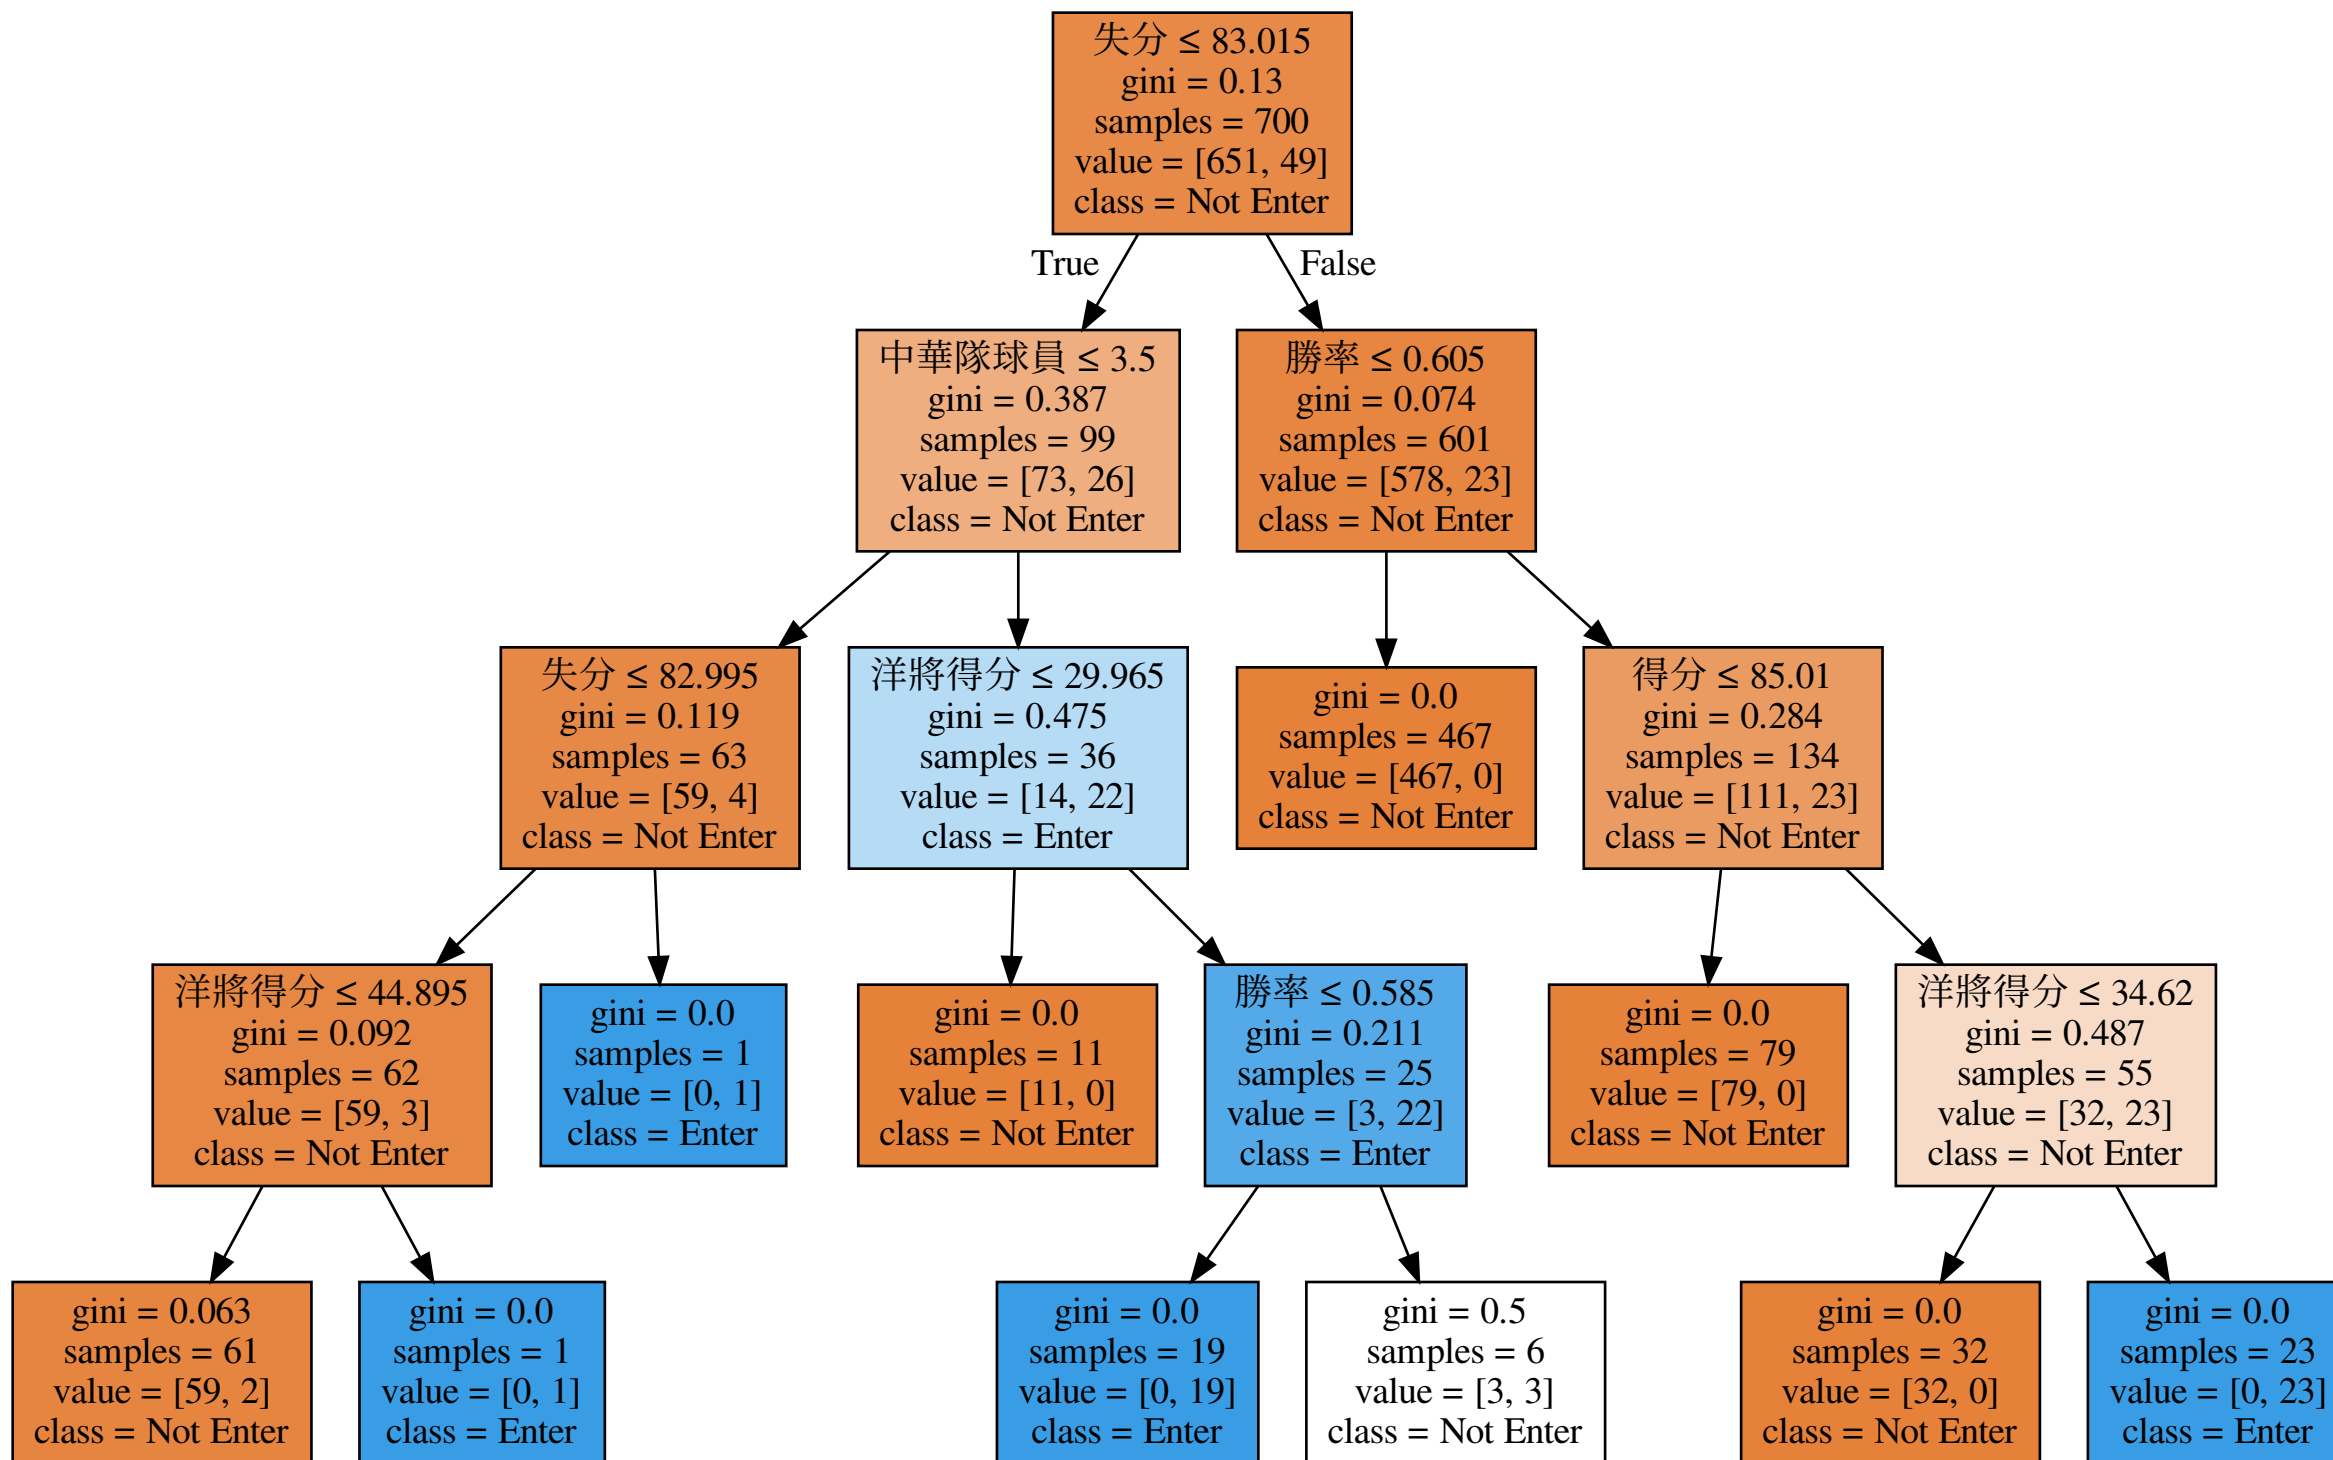 失分 ≤ 83.015
gini = 0.13
samples = 700
value = [651, 49]
class = Not Enter
True
False
中華隊球員 ≤ 3.5
gini = 0.387
samples = 99
value = [73, 26]
class = Not Enter
勝率 ≤ 0.605
gini = 0.074
samples = 601
value = [578, 23]
class = Not Enter
失分 ≤ 82.995
gini = 0.119
samples = 63
value = [59, 4]
class = Not Enter
洋將得分 ≤ 29.965
gini = 0.475
samples = 36
value = [14, 22]
class = Enter
gini = 0.0
samples = 467
value = [467, 0]
class = Not Enter
得分 ≤ 85.01
gini = 0.284
samples = 134
value = [111, 23]
class = Not Enter
洋將得分 ≤ 44.895
gini = 0.092
samples = 62
value = [59, 3]
class = Not Enter
gini = 0.0
samples = 1
value = [0, 1]
class = Enter
gini = 0.0
samples = 11
value = [11, 0]
class = Not Enter
勝率 ≤ 0.585
gini = 0.211
samples = 25
value = [3, 22]
class = Enter
gini = 0.0
samples = 79
value = [79, 0]
class = Not Enter
洋將得分 ≤ 34.62
gini = 0.487
samples = 55
value = [32, 23]
class = Not Enter
gini = 0.063
samples = 61
value = [59, 2]
class = Not Enter
gini = 0.0
samples = 1
value = [0, 1]
class = Enter
gini = 0.0
samples = 19
value = [0, 19]
class = Enter
gini = 0.5
samples = 6
value = [3, 3]
class = Not Enter
gini = 0.0
samples = 32
value = [32, 0]
class = Not Enter
gini = 0.0
samples = 23
value = [0, 23]
class = Enter